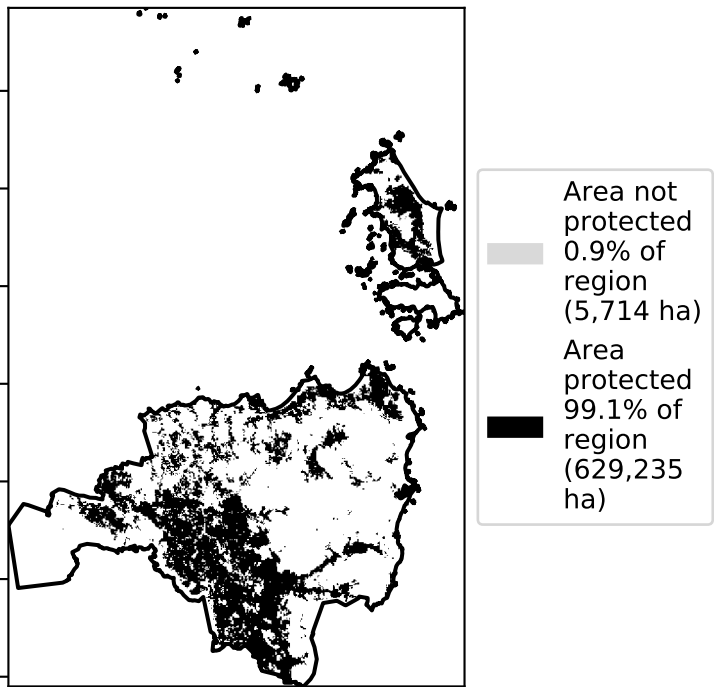 Area not
protected
0.9% of
region
(5,714 ha)
Area
protected
99.1% of
region
(629,235
ha)